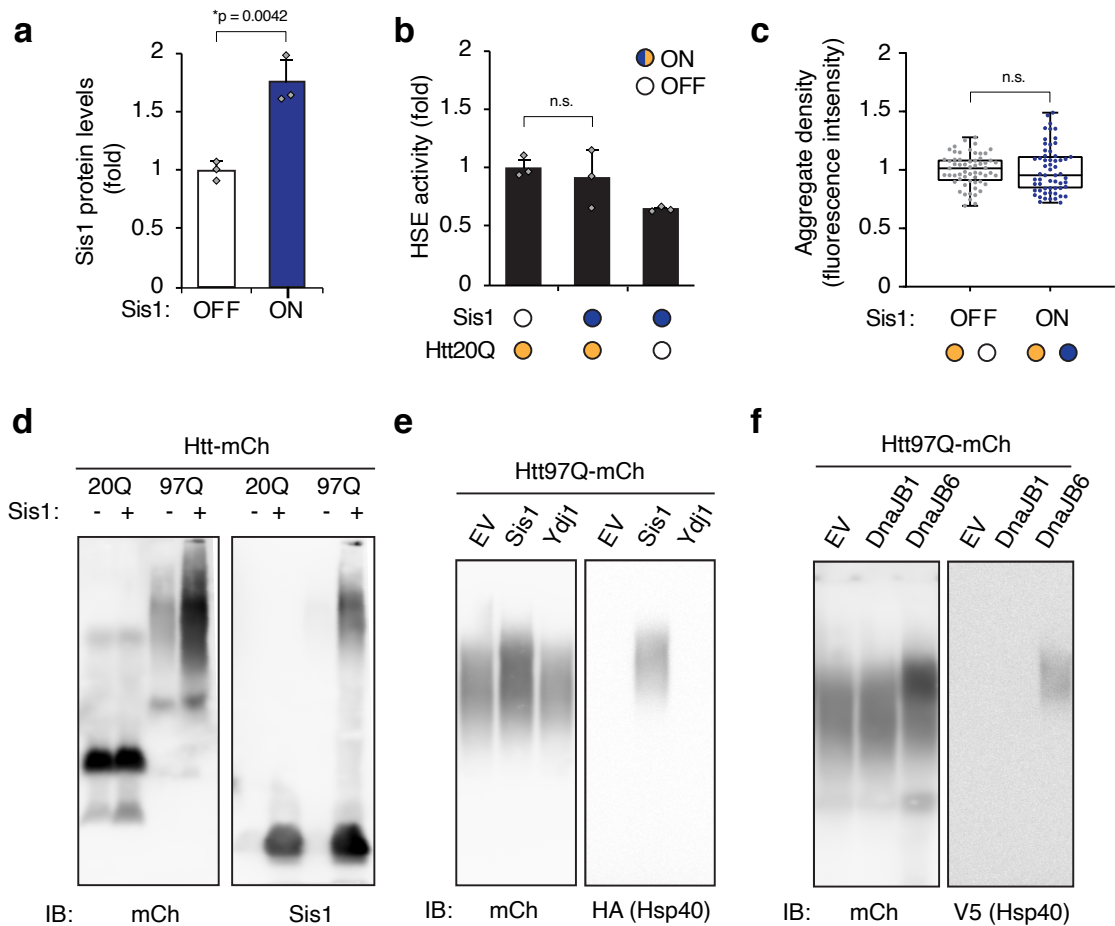 a
*p = 0.0042
Sis1 protein levels
(fold)
2
1.5
1
0.5
0
Sis1:
OFF
ON
b
HSE activity (fold)
2
1.5
1
0.5
0
ON
OFF
n.s.
Sis1
Htt20Q
c
Aggregate density
(fluorescence intsensity)
2
1.5
1
0.5
0
n.s.
Sis1:
OFF
ON
d
Htt-mCh
20Q 97Q 20Q 97Q
Sis1: - + - + - + - +
IB: mCh Sis1
e
Htt97Q-mCh
EV Sis1 Ydj1 EV Sis1 Ydj1
IB: mCh HA (Hsp40)
f
Htt97Q-mCh
EV DnaJB1 DnaJB6 EV DnaJB1 DnaJB6
IB: mCh V5 (Hsp40)